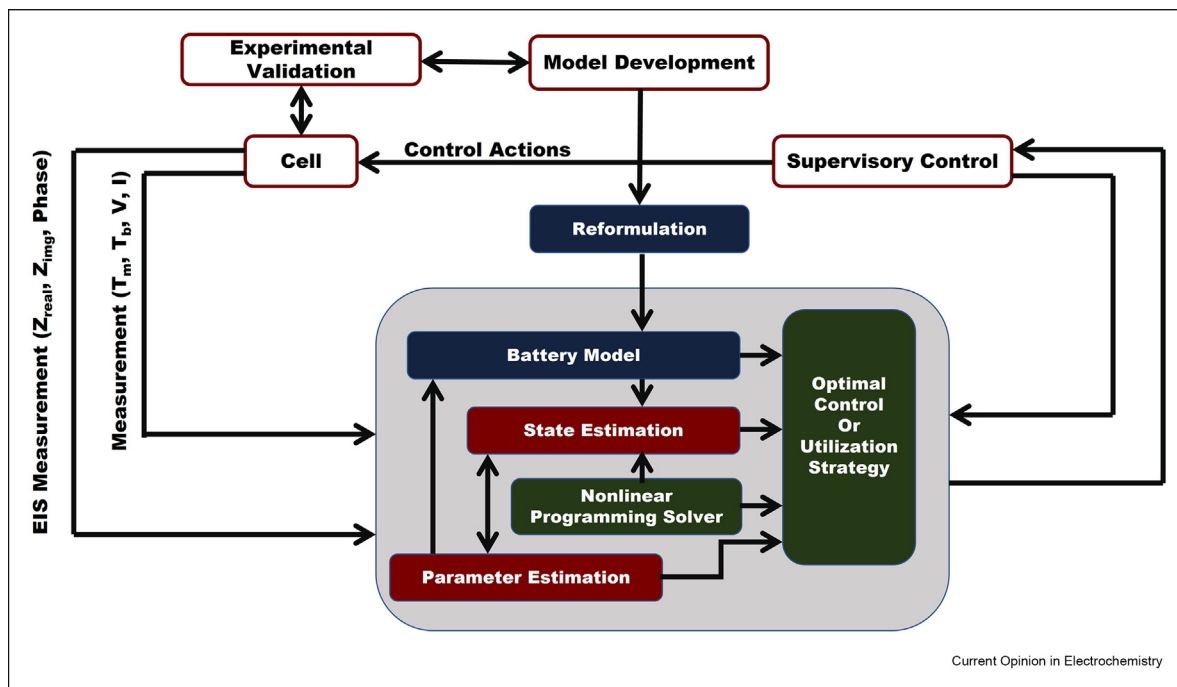 Experimental
Validation
Model Development
Cell
Control Actions
Supervisory Control
EIS Measurement (Zreal, Zimg, Phase)
Measurement (Tm, Tb, V, I)
Reformulation
Battery Model
State Estimation
Nonlinear
Programming Solver
Parameter Estimation
Optimal
Control
Or
Utilization
Strategy
Current Opinion in Electrochemistry